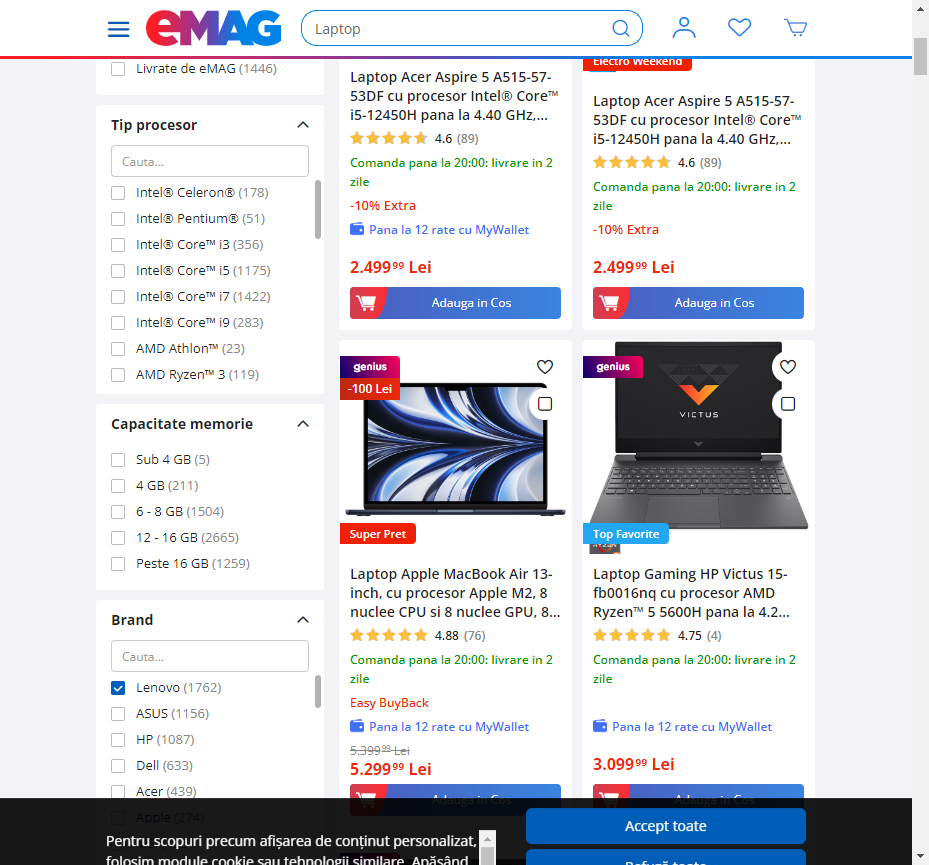 eMAG
Laptop
Livrate de eMAG (1446)
Tip procesor
Cauta...
Intel® Celeron® (178)
Intel® Pentium® (51)
Intel® Core™ i3 (356)
Intel® Core™ i5 (1175)
Intel® Core™ i7 (1422)
Intel® Core™ i9 (283)
AMD Athlon™ (23)
AMD Ryzen™ 3 (119)
Capacitate memorie
Sub 4 GB (5)
4 GB (211)
6 - 8 GB (1504)
12 - 16 GB (2665)
Peste 16 GB (1259)
Brand
Cauta...
Lenovo (1762)
ASUS (1156)
HP (1087)
Dell (633)
Acer (439)
Apple (274)
Laptop Acer Aspire 5 A515-57-
53DF cu procesor Intel® Core™
i5-12450H pana la 4.40 GHz,...
4.6 (89)
Comanda pana la 20:00: livrare in 2
zile
-10% Extra
Pana la 12 rate cu MyWallet
2.499⁹⁹ Lei
Adauga in Cos
Electro Weekend
Laptop Acer Aspire 5 A515-57-
53DF cu procesor Intel® Core™
i5-12450H pana la 4.40 GHz,...
4.6 (89)
Comanda pana la 20:00: livrare in 2
zile
-10% Extra
2.499⁹⁹ Lei
Adauga in Cos
genius
-100 Lei
Super Pret
Laptop Apple MacBook Air 13-
inch, cu procesor Apple M2, 8
nuclee CPU si 8 nuclee GPU, 8...
4.88 (76)
Comanda pana la 20:00: livrare in 2
zile
Easy BuyBack
Pana la 12 rate cu MyWallet
5.399⁹⁹ Lei
5.299⁹⁹ Lei
Adauga in Cos
genius
VICTUS
Top Favorite
RYZEN
Laptop Gaming HP Victus 15-
fb0016nq cu procesor AMD
Ryzen™ 5 5600H pana la 4.2...
4.75 (4)
Comanda pana la 20:00: livrare in 2
zile
Pana la 12 rate cu MyWallet
3.099⁹⁹ Lei
Adauga in Cos
Pentru scopuri precum afișarea de conținut personalizat,
folosim module cookie sau tehnologii similare. Apăsând
Accept toate
Refuză toate